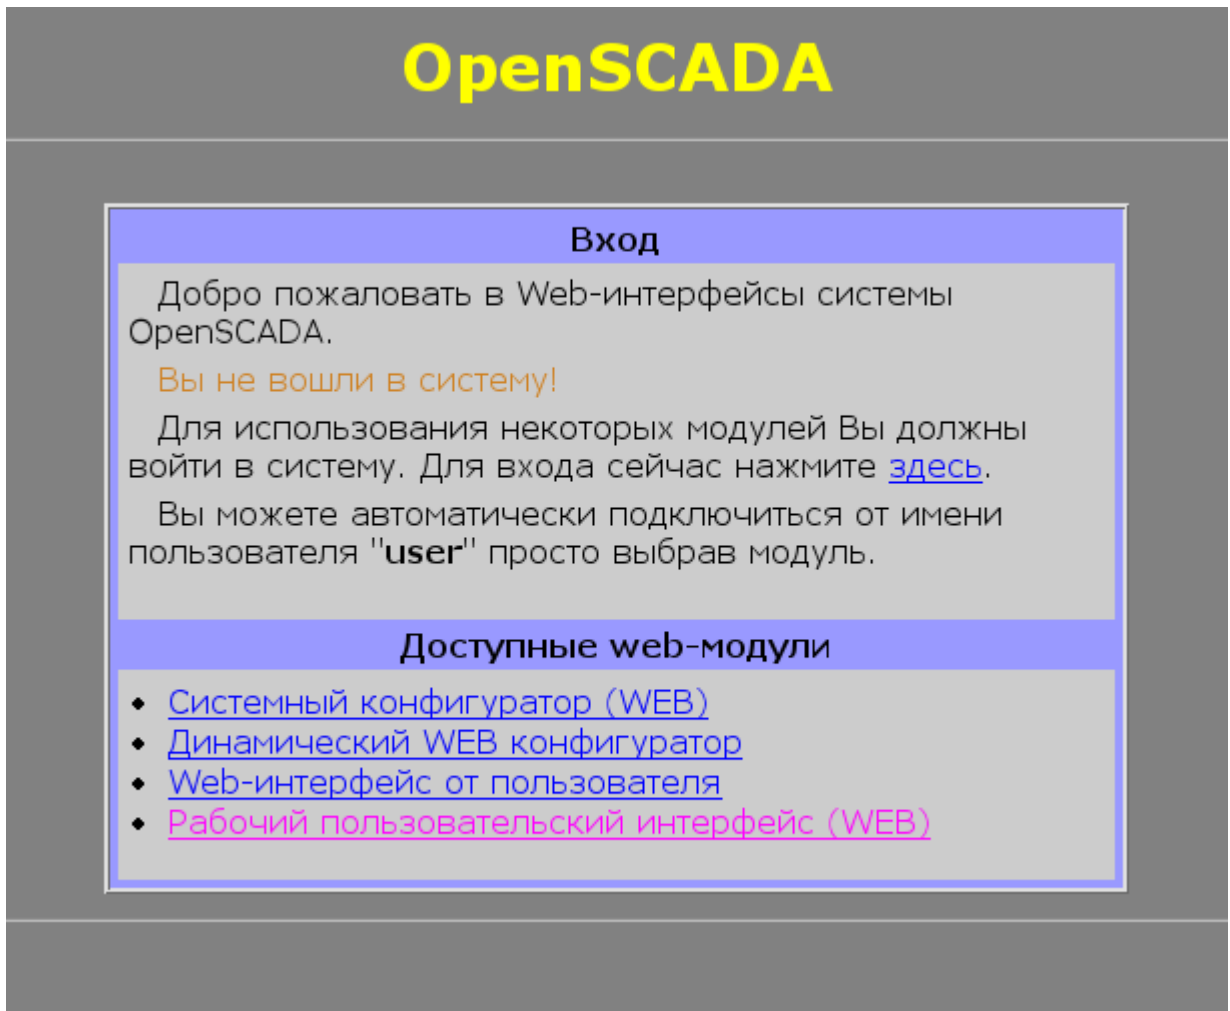 OpenSCADA
Вход
Добро пожаловать в Web-интерфейсы системы
OpenSCADA.
Вы не вошли в систему!
Для использования некоторых модулей Вы должны
войти в систему. Для входа сейчас нажмите здесь.
Вы можете автоматически подключиться от имени
пользователя "user" просто выбрав модуль.
Доступные web-модули
• Системный конфигуратор (WEB)
• Динамический WEB конфигуратор
• Web-интерфейс от пользователя
• Рабочий пользовательский интерфейс (WEB)